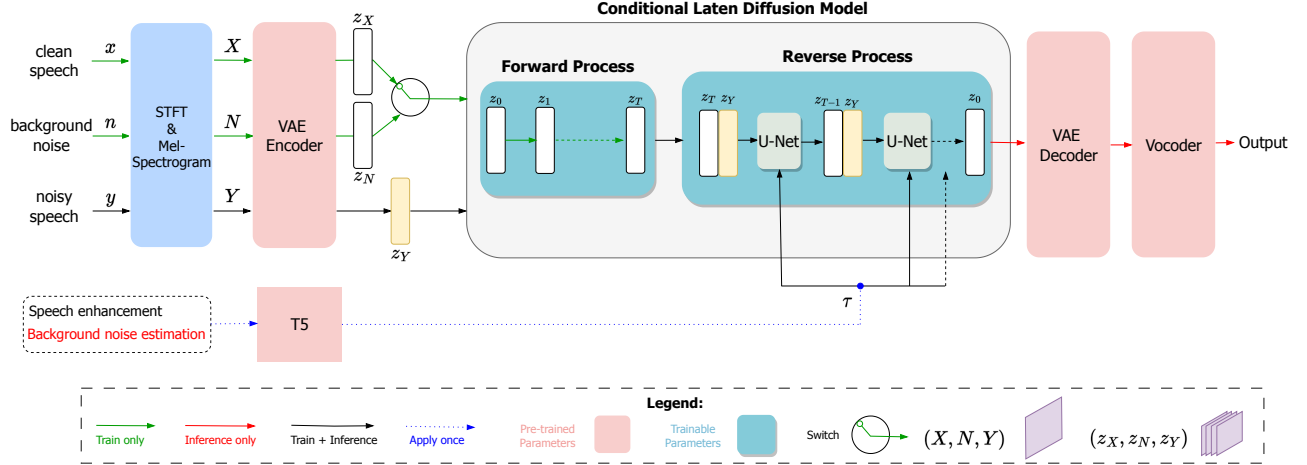 Conditional Laten Diffusion Model
clean
speech
x
X
z_X
background
noise
n
N
z_N
noisy
speech
y
Y
z_Y
STFT
&
Mel-
Spectrogram
VAE
Encoder
Forward Process
z_0
z_1
z_T
Reverse Process
z_T
z_Y
U-Net
z_{T-1}
z_Y
U-Net
z_0
VAE
Decoder
Vocoder
Output
τ
Speech enhancement
Background noise estimation
T5
Legend:
Train only
Inference only
Train + Inference
Apply once
Pre-trained
Parameters
Trainable
Parameters
Switch
(X, N, Y)
(z_X, z_N, z_Y)